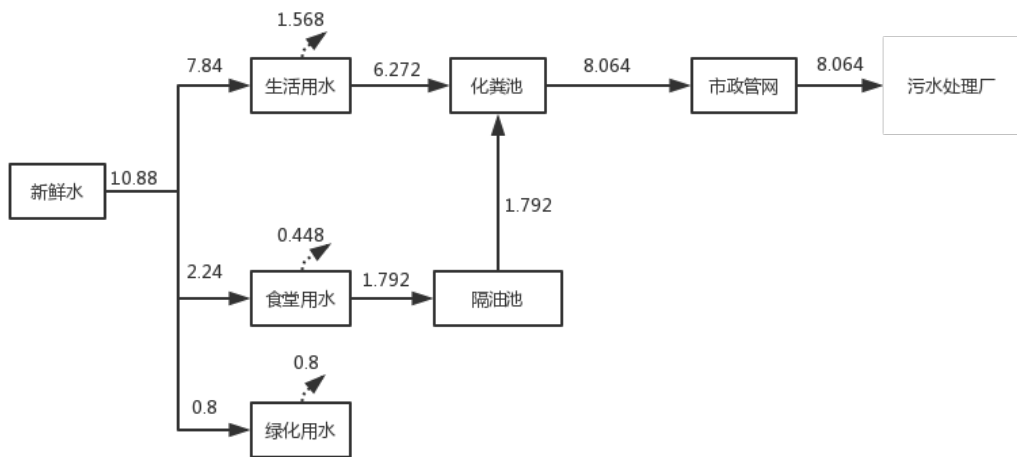 1.568
7.84
生活用水
6.272
化粪池
8.064
市政管网
8.064
污水处理厂
新鲜水
10.88
1.792
0.448
2.24
食堂用水
1.792
隔油池
0.8
0.8
绿化用水